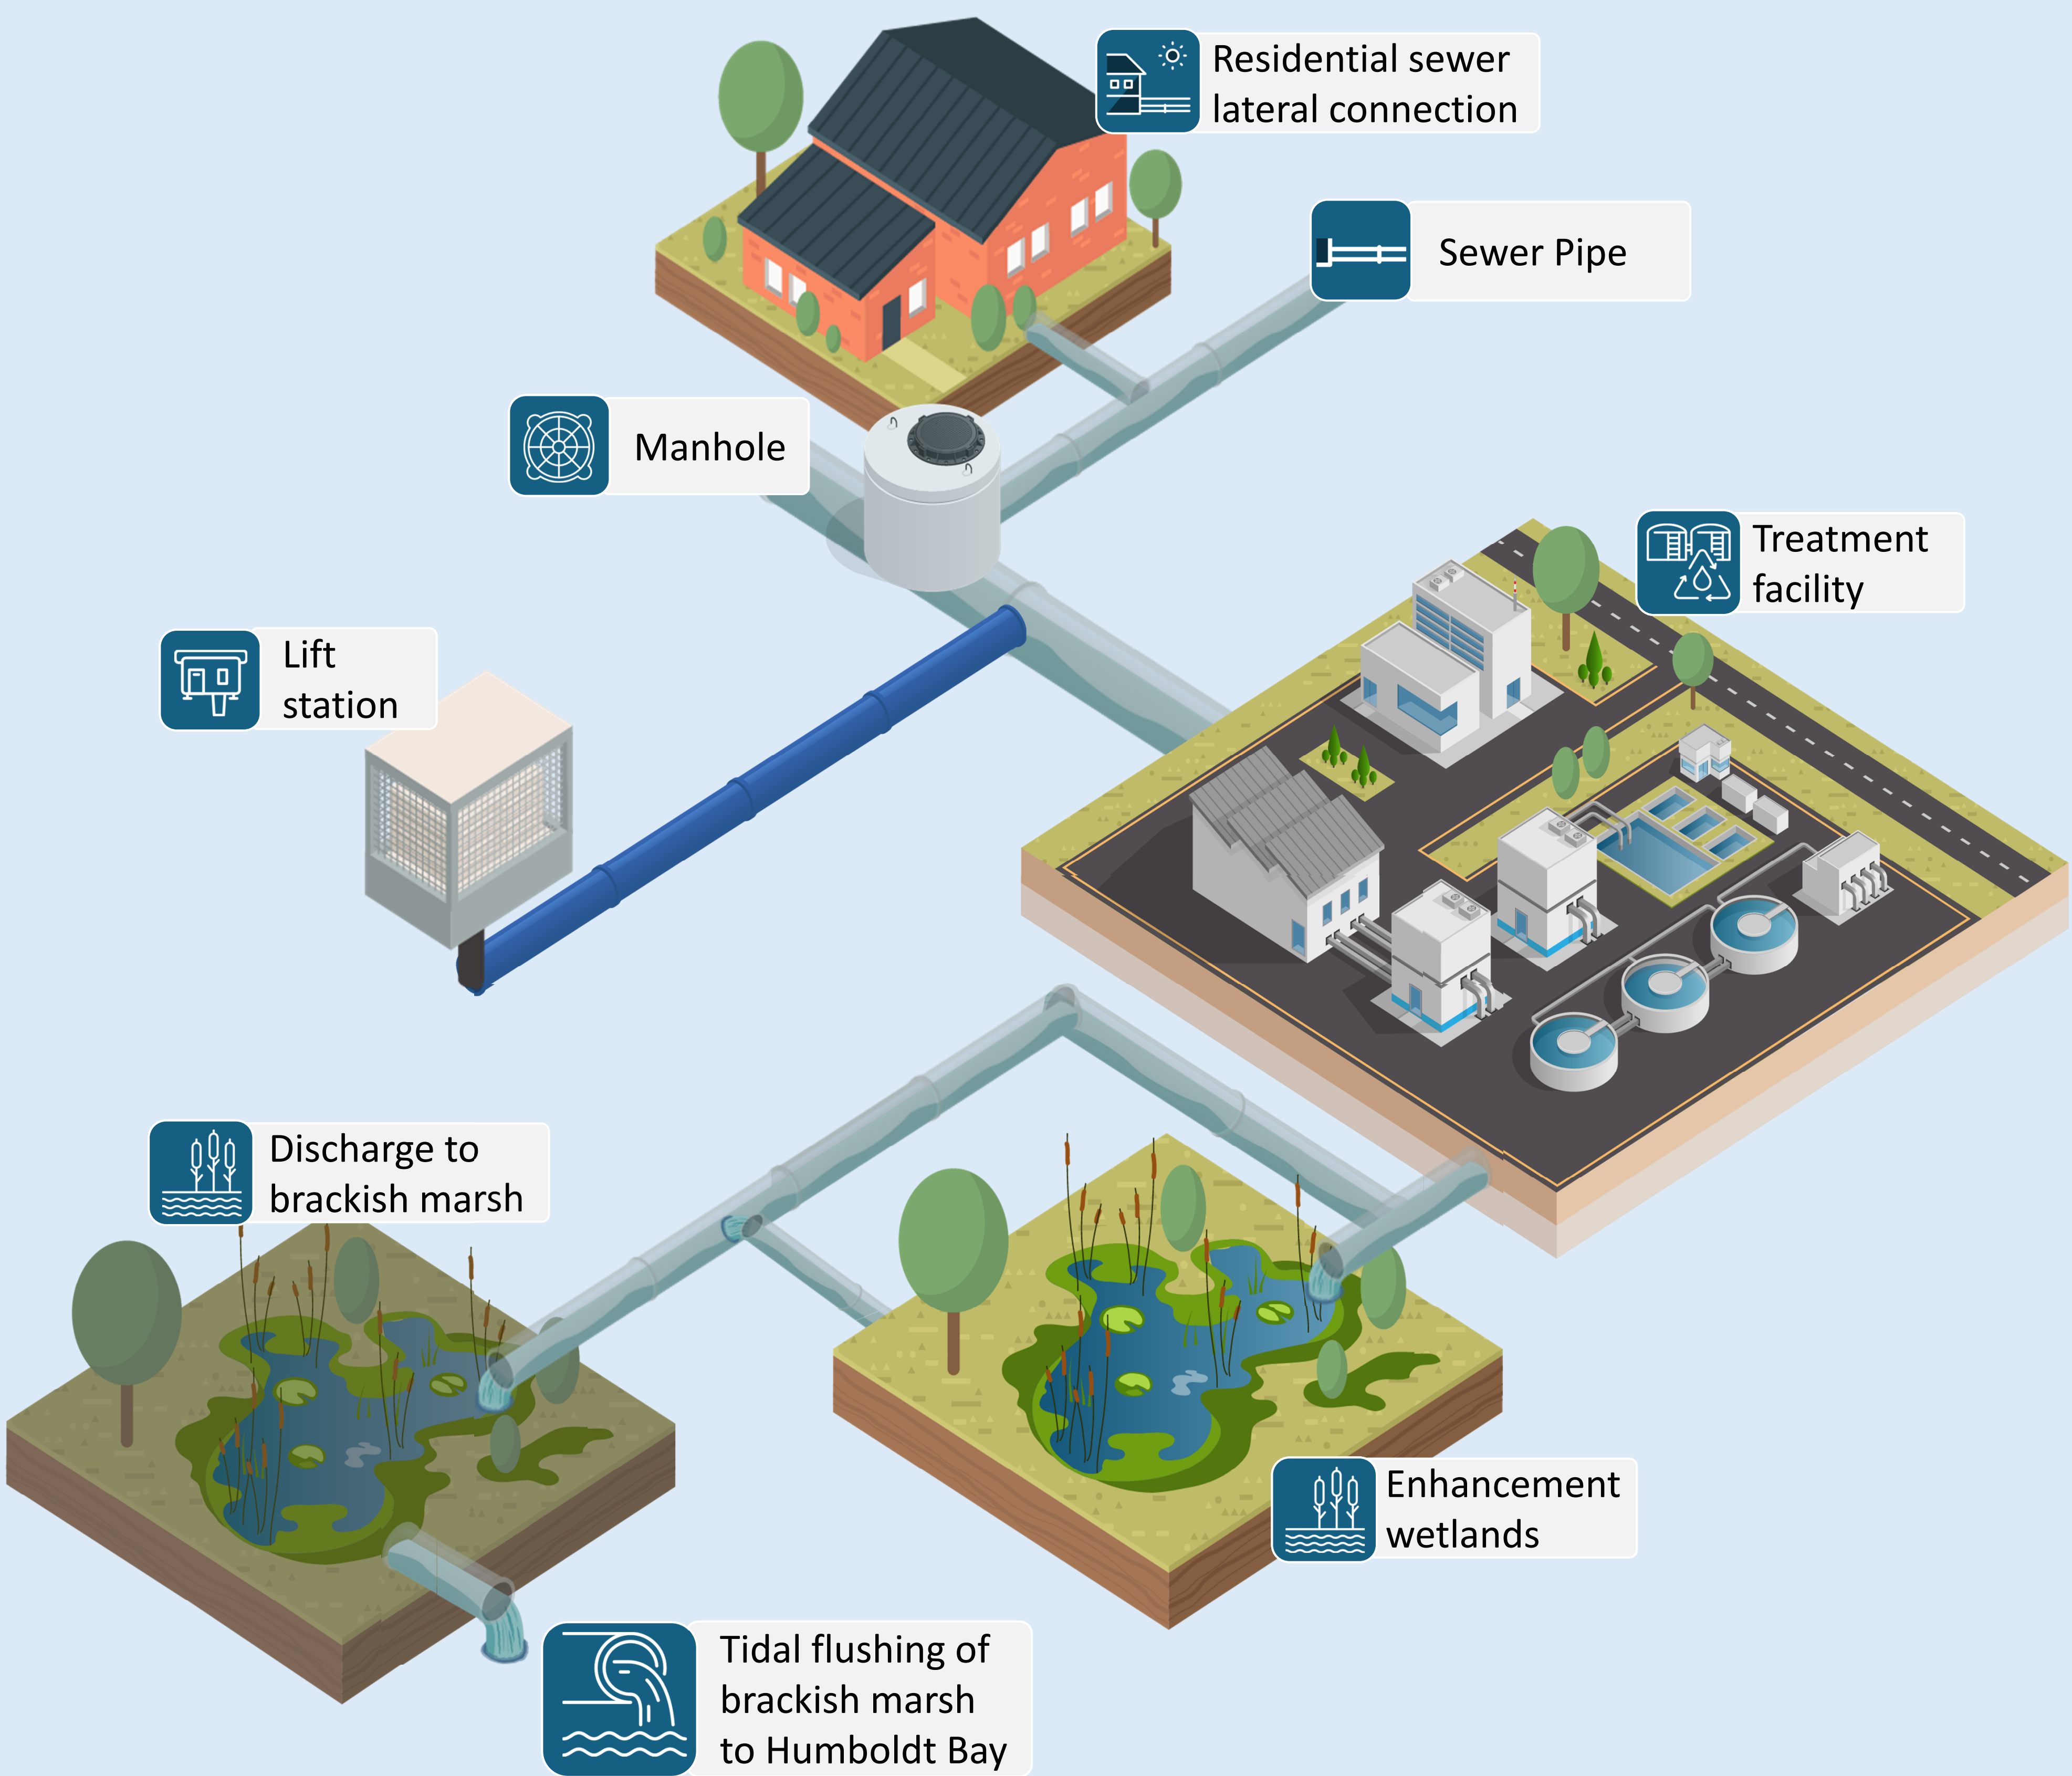 Residential sewer
lateral connection
Sewer Pipe
Manhole
Treatment
facility
Lift
station
Discharge to
brackish marsh
Enhancement
wetlands
Tidal flushing of
brackish marsh
to Humboldt Bay